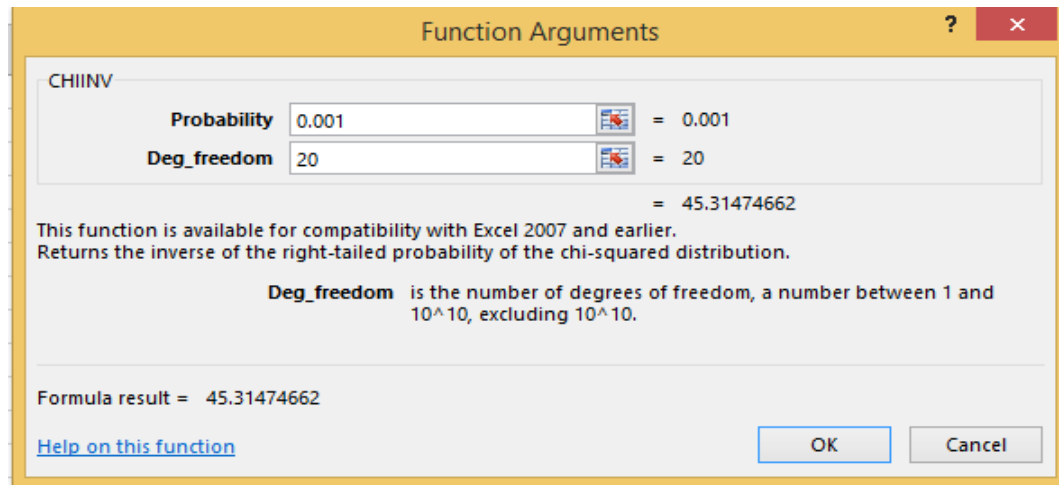 Function Arguments
?
×
CHIINV
Probability 0.001 = 0.001
Deg_freedom 20 = 20
= 45.31474662
This function is available for compatibility with Excel 2007 and earlier.
Returns the inverse of the right-tailed probability of the chi-squared distribution.
Deg_freedom is the number of degrees of freedom, a number between 1 and
10^10, excluding 10^10.
Formula result = 45.31474662
Help on this function
OK
Cancel